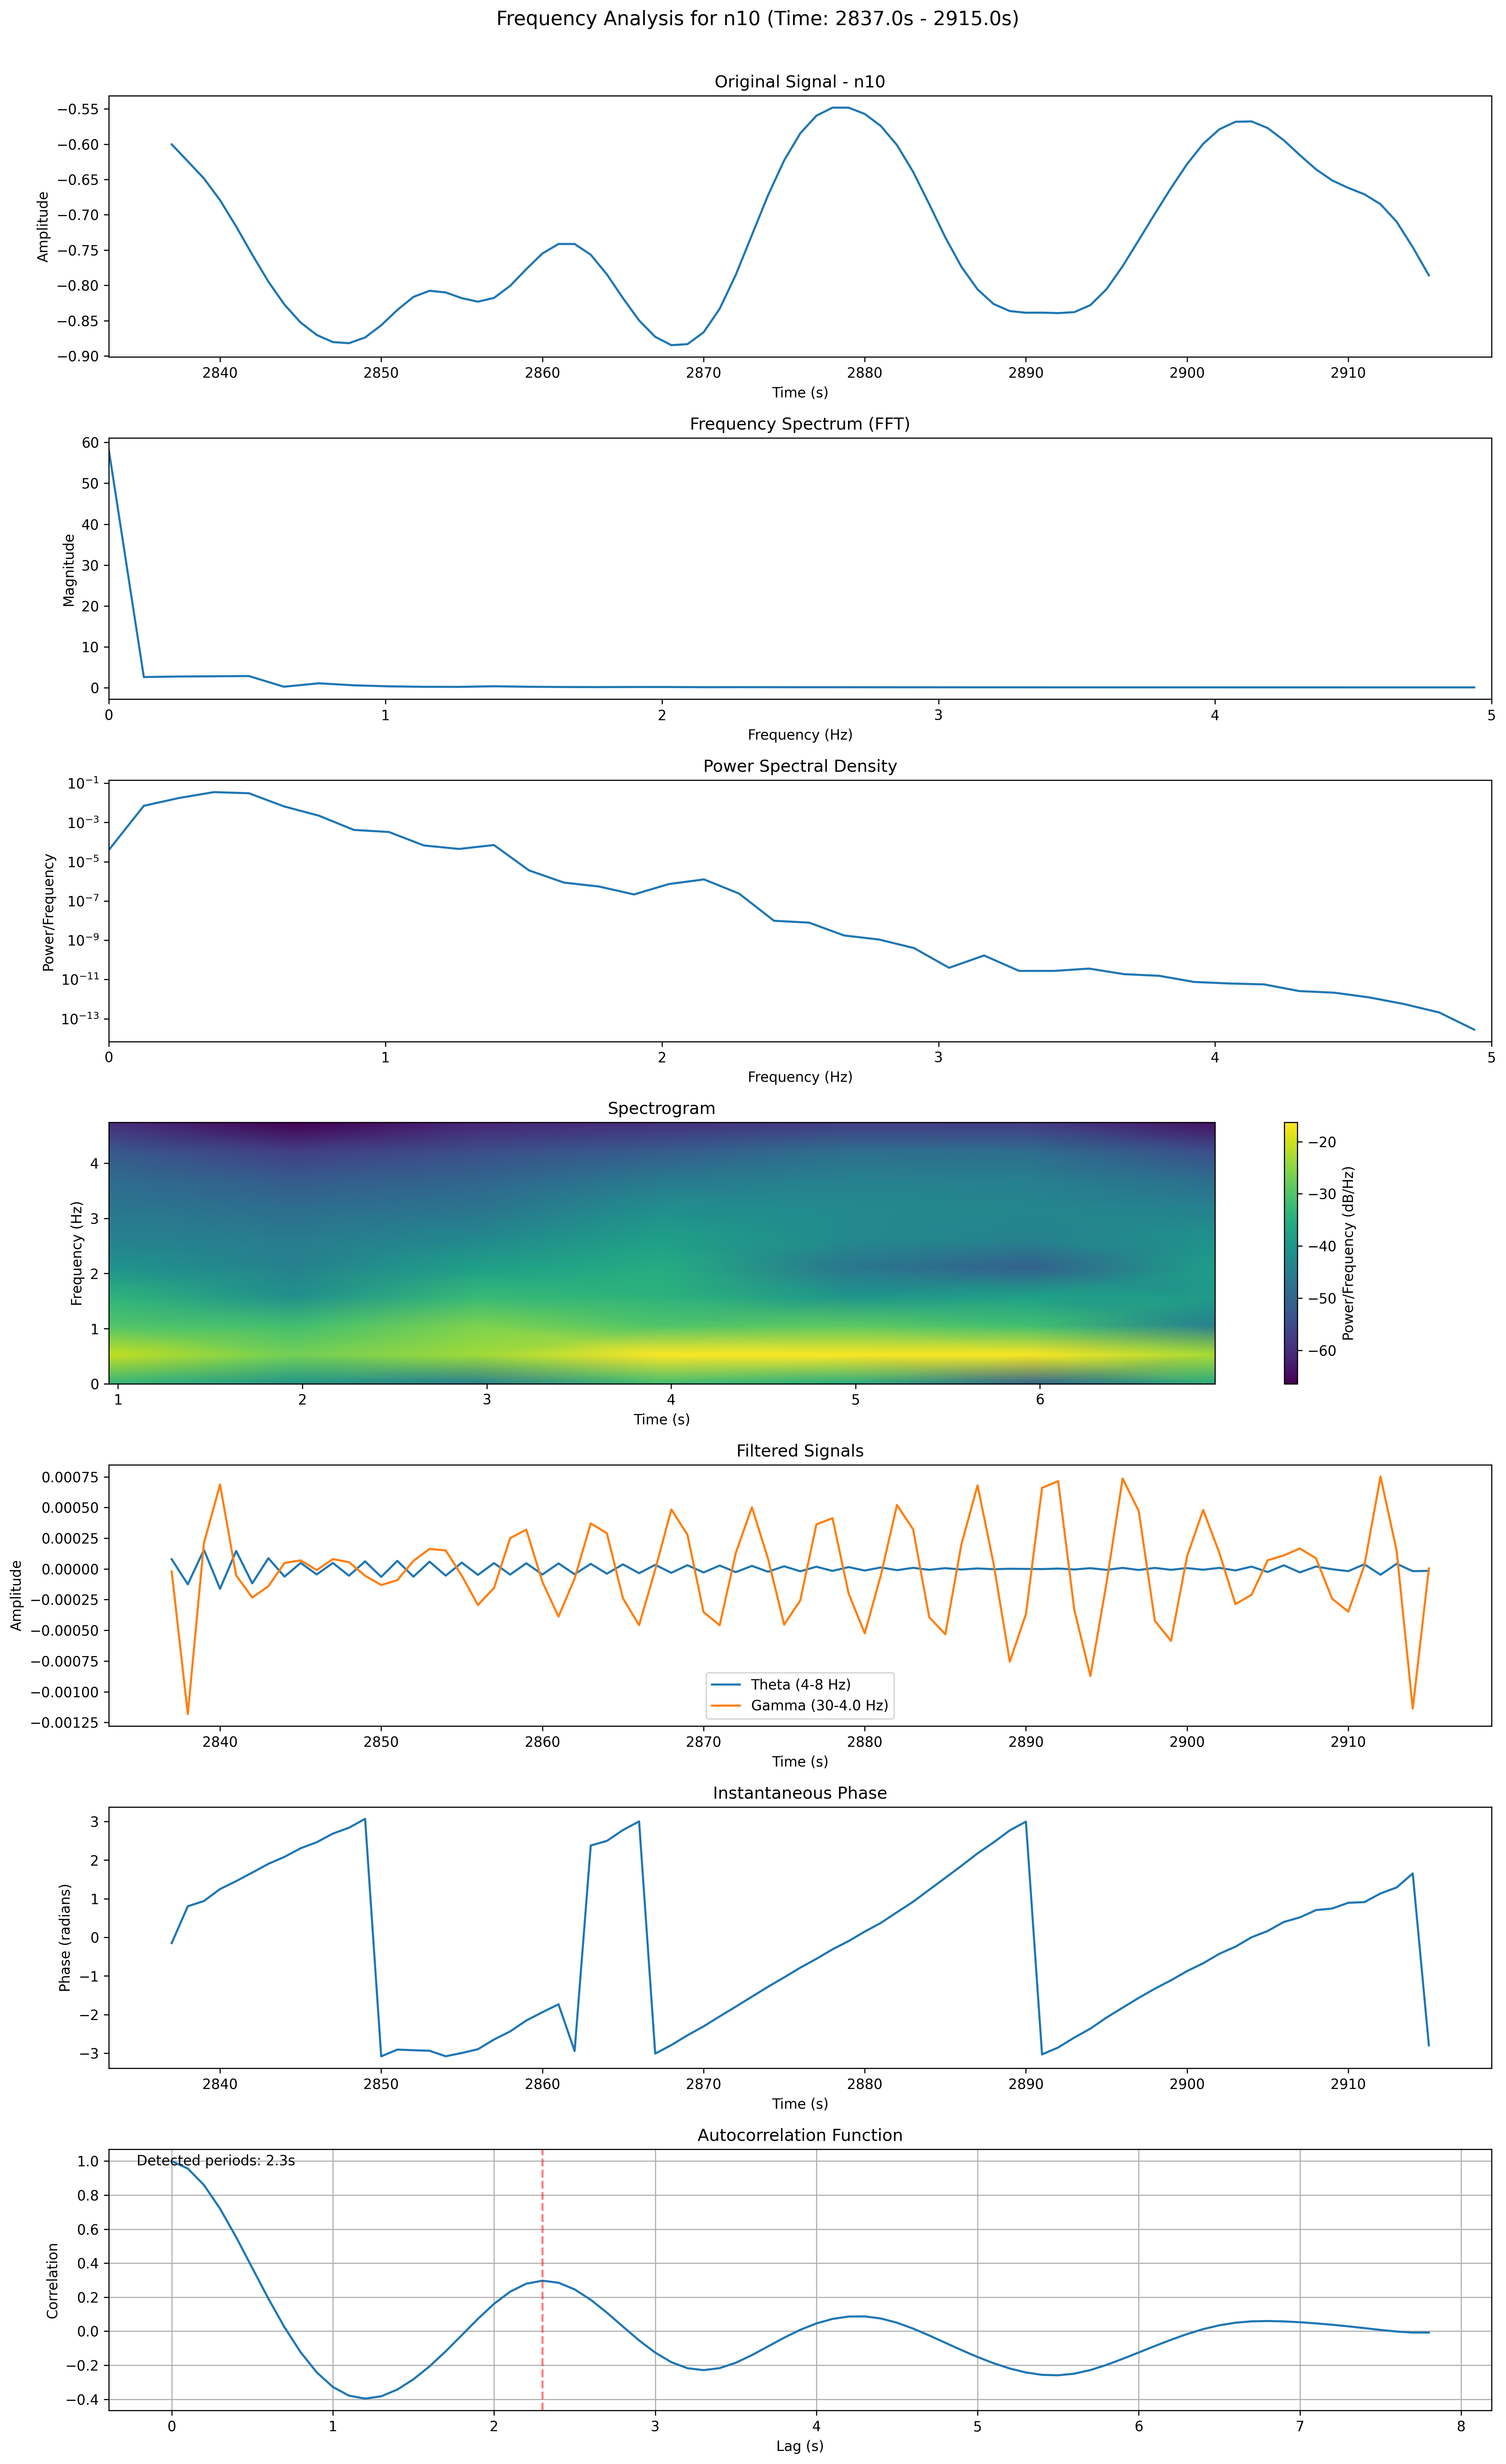 Frequency Analysis for n10 (Time: 2837.0s - 2915.0s)
Original Signal - n10
Amplitude
−0.55
−0.60
−0.65
−0.70
−0.75
−0.80
−0.85
−0.90
2840 2850 2860 2870 2880 2890 2900 2910
Time (s)
Frequency Spectrum (FFT)
Magnitude
60
50
40
30
20
10
0
0 1 2 3 4 5
Frequency (Hz)
Power Spectral Density
Power/Frequency
10⁻¹
10⁻³
10⁻⁵
10⁻⁷
10⁻⁹
10⁻¹¹
10⁻¹³
0 1 2 3 4 5
Frequency (Hz)
Spectrogram
Frequency (Hz)
4
3
2
1
0
1 2 3 4 5 6
Time (s)
−20
−30
−40
−50
−60
Power/Frequency (dB/Hz)
Filtered Signals
Amplitude
0.00075
0.00050
0.00025
0.00000
−0.00025
−0.00050
−0.00075
−0.00100
−0.00125
Theta (4-8 Hz)
Gamma (30-4.0 Hz)
2840 2850 2860 2870 2880 2890 2900 2910
Time (s)
Instantaneous Phase
Phase (radians)
3
2
1
0
−1
−2
−3
2840 2850 2860 2870 2880 2890 2900 2910
Time (s)
Autocorrelation Function
Detected periods: 2.3s
Correlation
1.0
0.8
0.6
0.4
0.2
0.0
−0.2
−0.4
0 1 2 3 4 5 6 7 8
Lag (s)